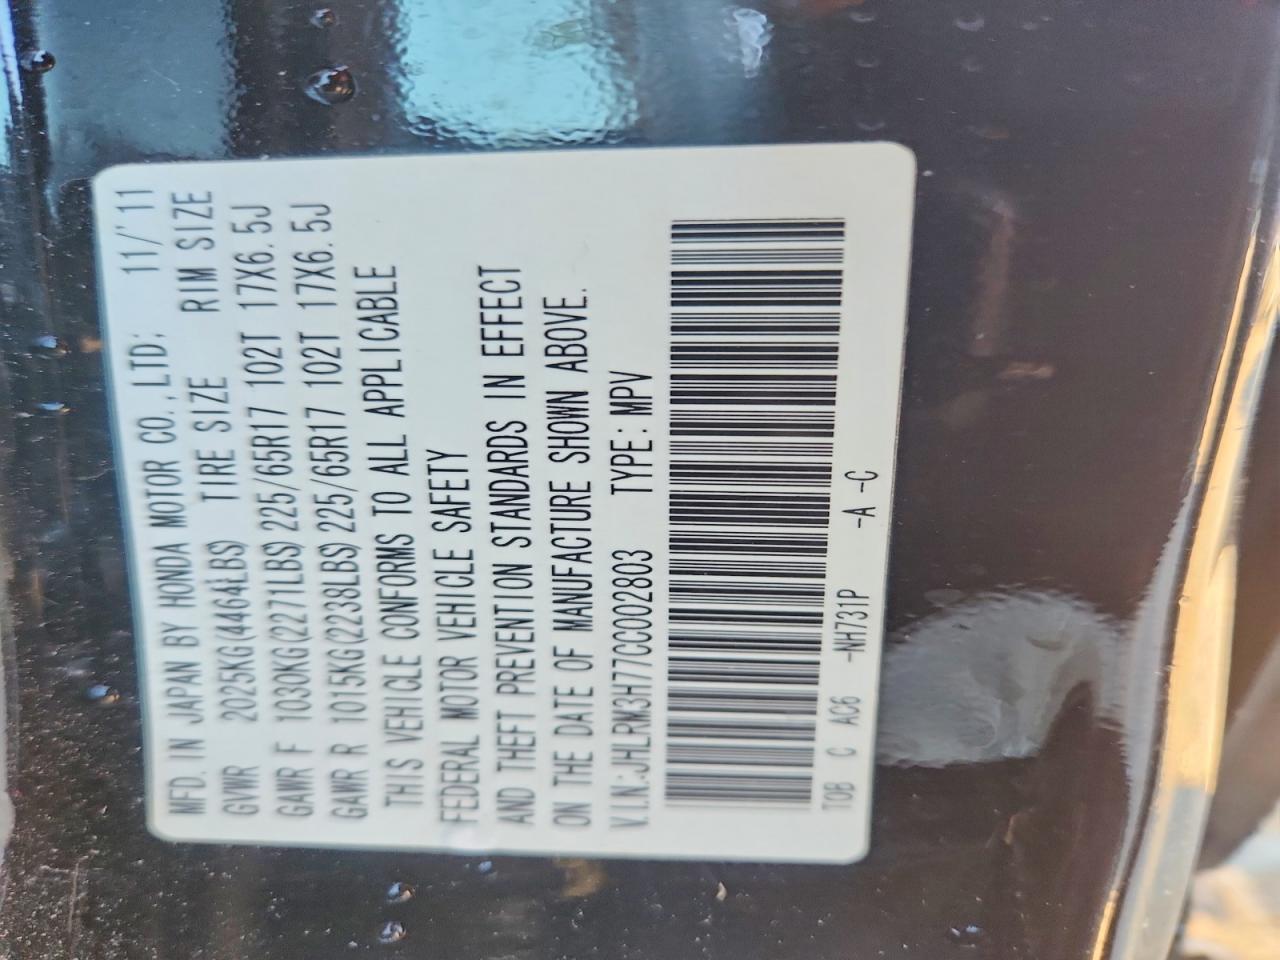 MFD. IN JAPAN BY HONDA MOTOR CO., LTD; 11/'11
GVWR 2025KG(4464LBS) TIRE SIZE RIM SIZE
GAWR F 1030KG(2271LBS) 225/65R17 102T 17X6.5J
GAWR R 1015KG(2238LBS) 225/65R17 102T 17X6.5J
THIS VEHICLE CONFORMS TO ALL APPLICABLE
FEDERAL MOTOR VEHICLE SAFETY
AND THEFT PREVENTION STANDARDS IN EFFECT
ON THE DATE OF MANUFACTURE SHOWN ABOVE.
V.I.N.:JHLRM3H77CC002803 TYPE: MPV
T0B C A06 -NH731P -A -C